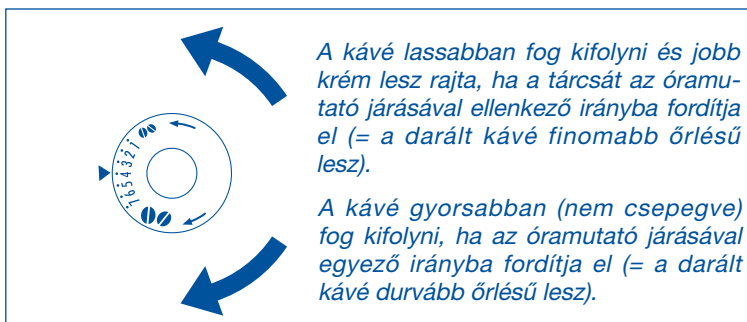 A kávé lassabban fog kifolyni és jobb
krém lesz rajta, ha a tárcsát az óramu-
tató járásával ellenkező irányba fordítja
el (= a darált kávé finomabb őrlésű
lesz).
A kávé gyorsabban (nem csepegve)
fog kifolyni, ha az óramutató járásával
egyező irányba fordítja el (= a darált
kávé durvább őrlésű lesz).
7 6 5 4 3 2 1